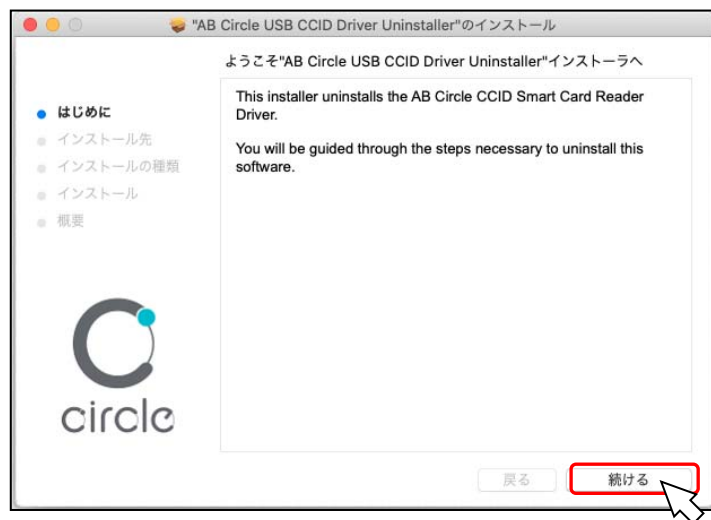 "AB Circle USB CCID Driver Uninstaller"のインストール
ようこそ"AB Circle USB CCID Driver Uninstaller"インストーラへ
はじめに
インストール先
インストールの種類
インストール
概要
This installer uninstalls the AB Circle CCID Smart Card Reader
Driver.
You will be guided through the steps necessary to uninstall this
software.
circle
戻る
続ける